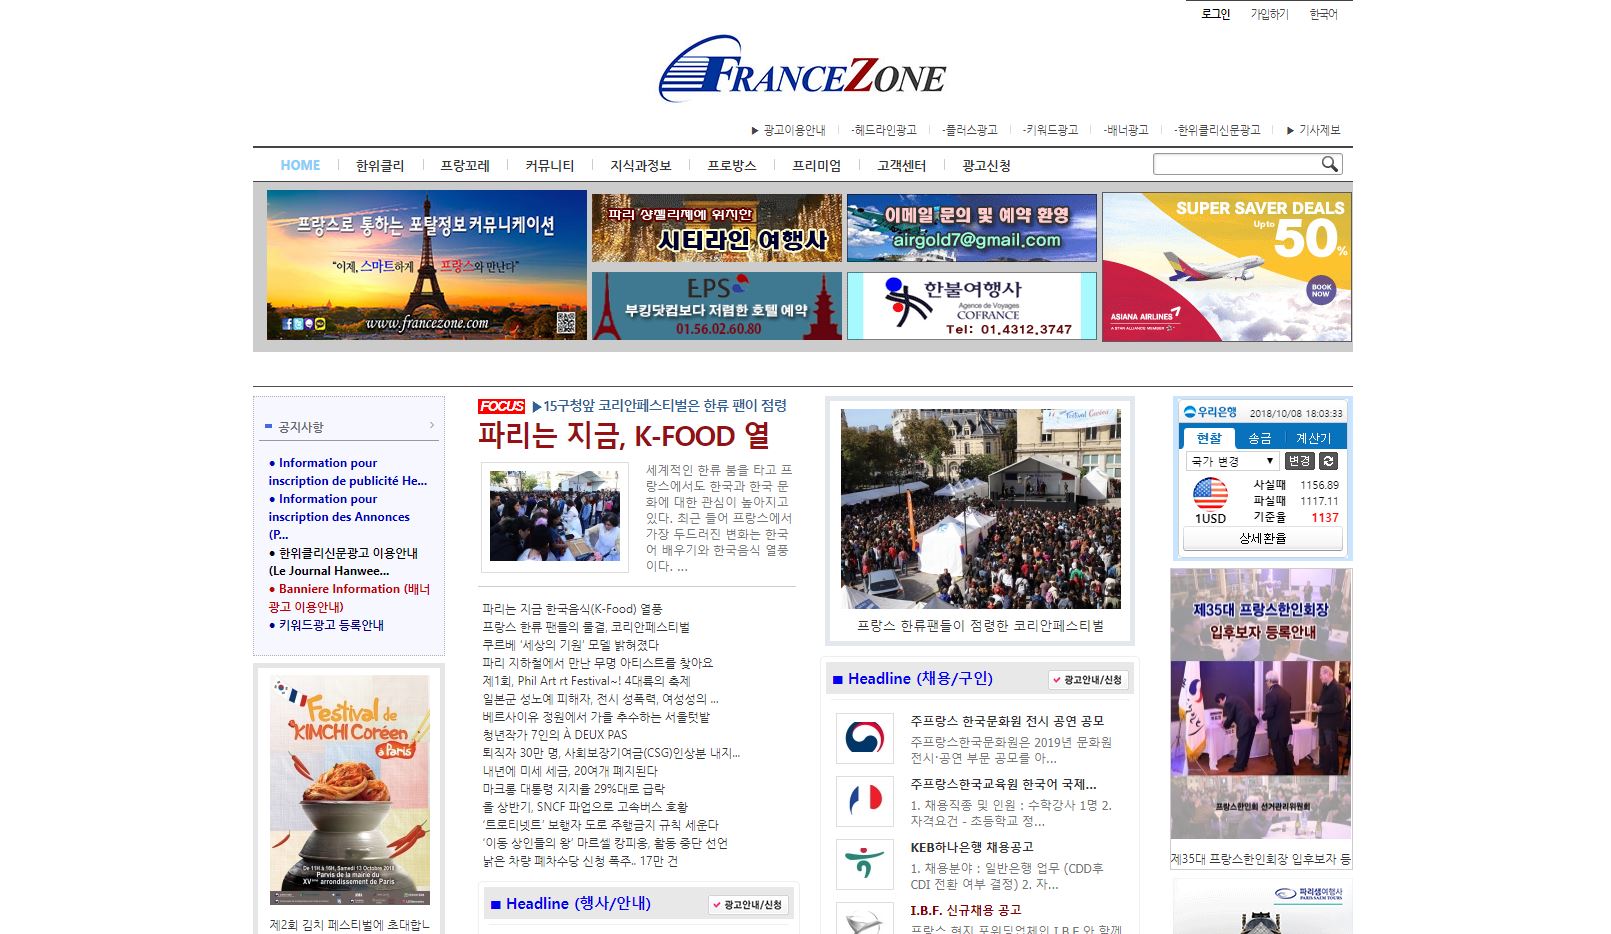 로그인 가입하기 한국어
FRANCEZONE
▶ 광고이용안내 -헤드라인광고 -플러스광고 -키워드광고 -배너광고 -한위클리신문광고 ▶ 기사제보
HOME 한위클리 프랑꼬레 커뮤니티 지식과정보 프로방스 프리미엄 고객센터 광고신청
프랑스로 통하는 포탈정보 커뮤니케이션
“이제, 스마트하게 프랑스와 만난다”
www.francezone.com
파리 샹젤리제에 위치한
시티라인 여행사
이메일 문의 및 예약 환영
airgold7@gmail.com
EPS
부킹닷컴보다 저렴한 호텔 예약
01.56.02.60.80
한불여행사
Agence de Voyages
COFRANCE
Tel: 01.4312.3747
SUPER SAVER DEALS
Up to 50%
BOOK NOW
ASIANA AIRLINES
A STAR ALLIANCE MEMBER
공지사항
● Information pour
inscription de publicité He...
● Information pour
inscription des Annonces
(P...
● 한위클리신문광고 이용안내
(Le Journal Hanwee...
● Banniere Information (배너
광고 이용안내)
● 키워드광고 등록안내
Festival de
KIMCHI Coréen
à Paris
De 11H à 16H, Samedi 13 Octobre 2018
Parvis de la mairie du
XVème arrondissement de Paris
제2회 김치 페스티벌에 초대합니
FOCUS ▶15구청앞 코리안페스티벌은 한류 팬이 점령
파리는 지금, K-FOOD 열
세계적인 한류 붐을 타고 프
랑스에서도 한국과 한국 문
화에 대한 관심이 높아지고
있다. 최근 들어 프랑스에서
가장 두드러진 변화는 한국
어 배우기와 한국음식 열풍
이다. ...
파리는 지금 한국음식(K-Food) 열풍
프랑스 한류 팬들의 물결, 코리안페스티벌
쿠르베 ‘세상의 기원’ 모델 밝혀졌다
파리 지하철에서 만난 무명 아티스트를 찾아요
제1회, Phil Art rt Festival~! 4대륙의 축제
일본군 성노예 피해자, 전시 성폭력, 여성성의 ...
베르사이유 정원에서 가을 추수하는 서울텃밭
청년작가 7인의 À DEUX PAS
퇴직자 30만 명, 사회보장기여금(CSG)인상분 내지...
내년에 미세 세금, 20여개 폐지된다
마크롱 대통령 지지율 29%대로 급락
올 상반기, SNCF 파업으로 고속버스 호황
‘트로티넷트’ 보행자 도로 주행금지 규칙 세운다
‘이동 상인들의 왕’ 마르셀 캉피옹, 활동 중단 선언
낡은 차량 폐차수당 신청 폭주.. 17만 건
■ Headline (행사/안내) 광고안내/신청
Festival Coréen
프랑스 한류팬들이 점령한 코리안페스티벌
■ Headline (채용/구인) 광고안내/신청
주프랑스 한국문화원 전시 공연 공모
주프랑스한국문화원은 2019년 문화원
전시·공연 부문 공모를 아...
주프랑스한국교육원 한국어 국제...
1. 채용직종 및 인원 : 수학강사 1명 2.
자격요건 - 초등학교 정...
KEB하나은행 채용공고
1. 채용분야 : 일반은행 업무 (CDD후
CDI 전환 여부 결정) 2. 자...
I.B.F. 신규채용 공고
프랑스 현지 포워딩업체인 I.B.F.와 함께
우리은행 2018/10/08 18:03:33
현찰 송금 계산기
국가 변경 ▼ 변경
사실때 1156.89
파실때 1117.11
1USD 기준율 1137
상세환율
제35대 프랑스한인회장
입후보자 등록안내
프랑스한인회 선거관리위원회
제35대 프랑스한인회장 입후보자 등
파리샘여행사
PARIS SAEM TOURS